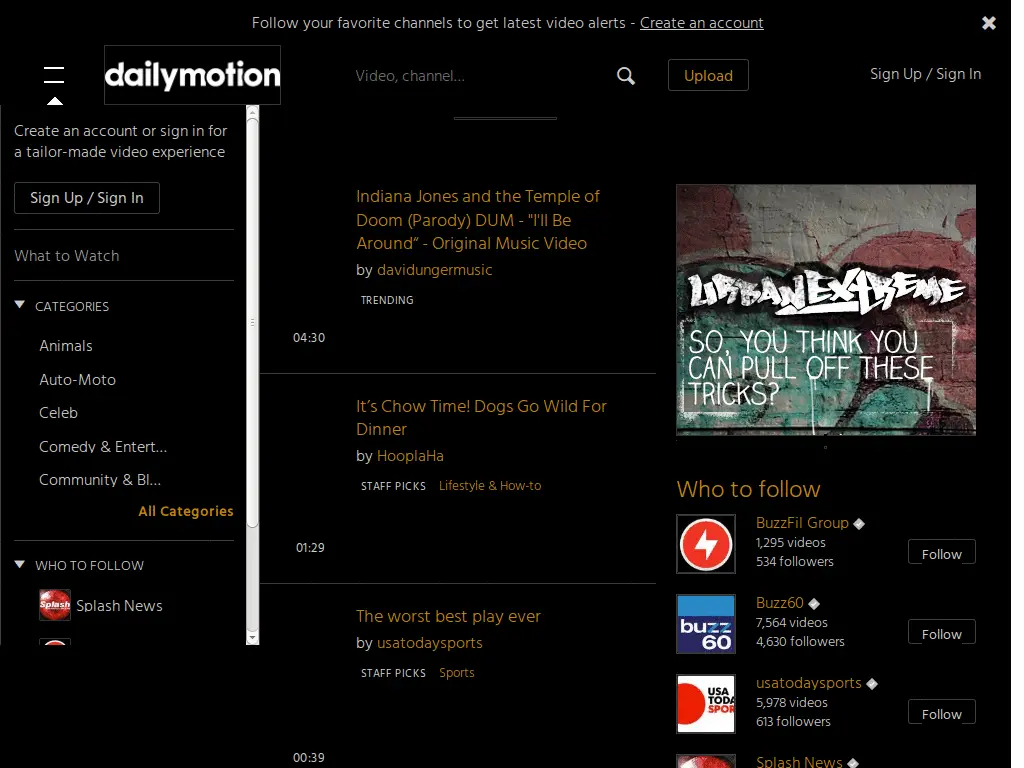 Follow your favorite channels to get latest video alerts - Create an account
dailymotion
Video, channel...
Upload
Sign Up / Sign In
Create an account or sign in for
a tailor-made video experience
Sign Up / Sign In
What to Watch
CATEGORIES
Animals
Auto-Moto
Celeb
Comedy & Entert...
Community & Bl...
All Categories
WHO TO FOLLOW
Splash
Splash News
Indiana Jones and the Temple of
Doom (Parody) DUM - "I'll Be
Around“ - Original Music Video
by davidungermusic
TRENDING
04:30
It’s Chow Time! Dogs Go Wild For
Dinner
by HooplaHa
STAFF PICKS Lifestyle & How-to
01:29
The worst best play ever
by usatodaysports
STAFF PICKS Sports
00:39
URBANEXTREME
SO, YOU THINK YOU
CAN PULL OFF THESE
TRICKS?
Who to follow
BuzzFil Group
1,295 videos
534 followers
Follow
buzz
60
Buzz60
7,564 videos
4,630 followers
Follow
USA
TODA
SPOR
usatodaysports
5,978 videos
613 followers
Follow
Splash News